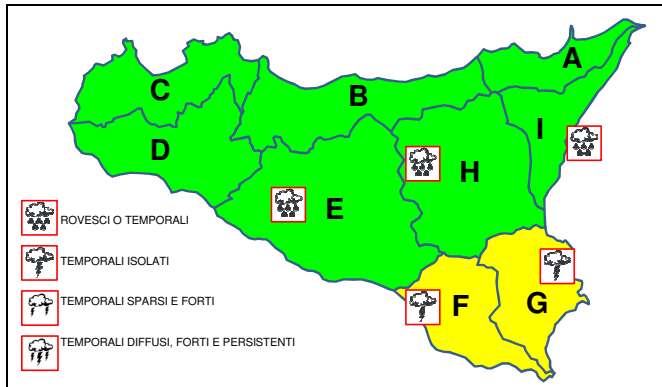 A
B
C
I
D
H
E
ROVESCI O TEMPORALI
TEMPORALI ISOLATI
F
G
TEMPORALI SPARSI E FORTI
TEMPORALI DIFFUSI, FORTI E PERSISTENTI